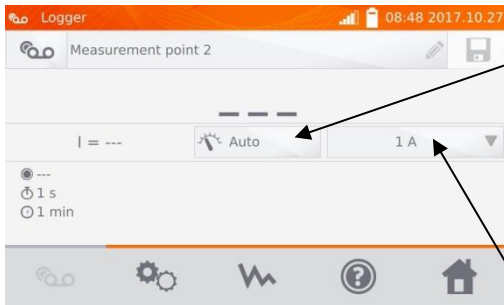 Logger
08:48 2017.10.27
Measurement point 2
---
I = ---
Auto
1 A
---
1 s
1 min
?